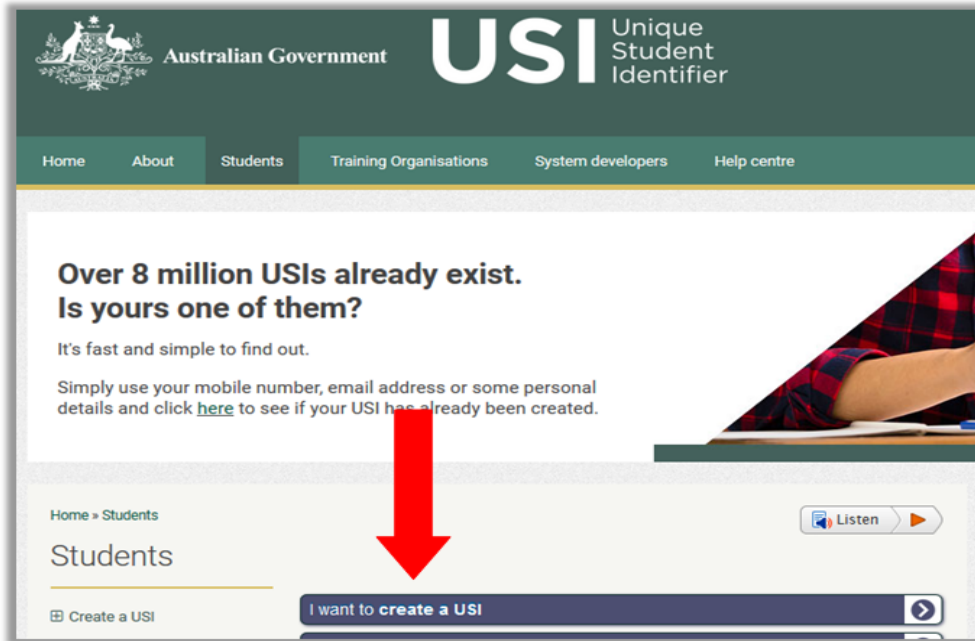 Australian Government
USI
Unique
Student
Identifier
Home About Students Training Organisations System developers Help centre
Over 8 million USIs already exist.
Is yours one of them?
It's fast and simple to find out.
Simply use your mobile number, email address or some personal
details and click here to see if your USI has already been created.
Home » Students
Listen
Students
Create a USI
I want to create a USI